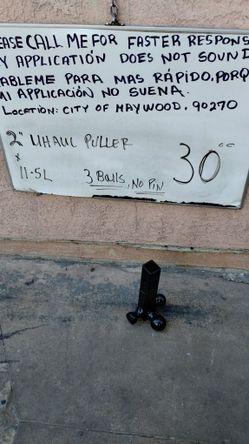 EASE CALL ME FOR FASTER RESPONS
Y APPLICATIÓN DOES NOT SOUND
ABLEME PARA MAS RÁPIDO, PORQ
MI APPLICACIÓN NO SUENA.
LOCATION: CITY OF MAYWOOD, 90270
2" UHAUL PULLER
x
11-5L
3 Balls, NO PIN
30